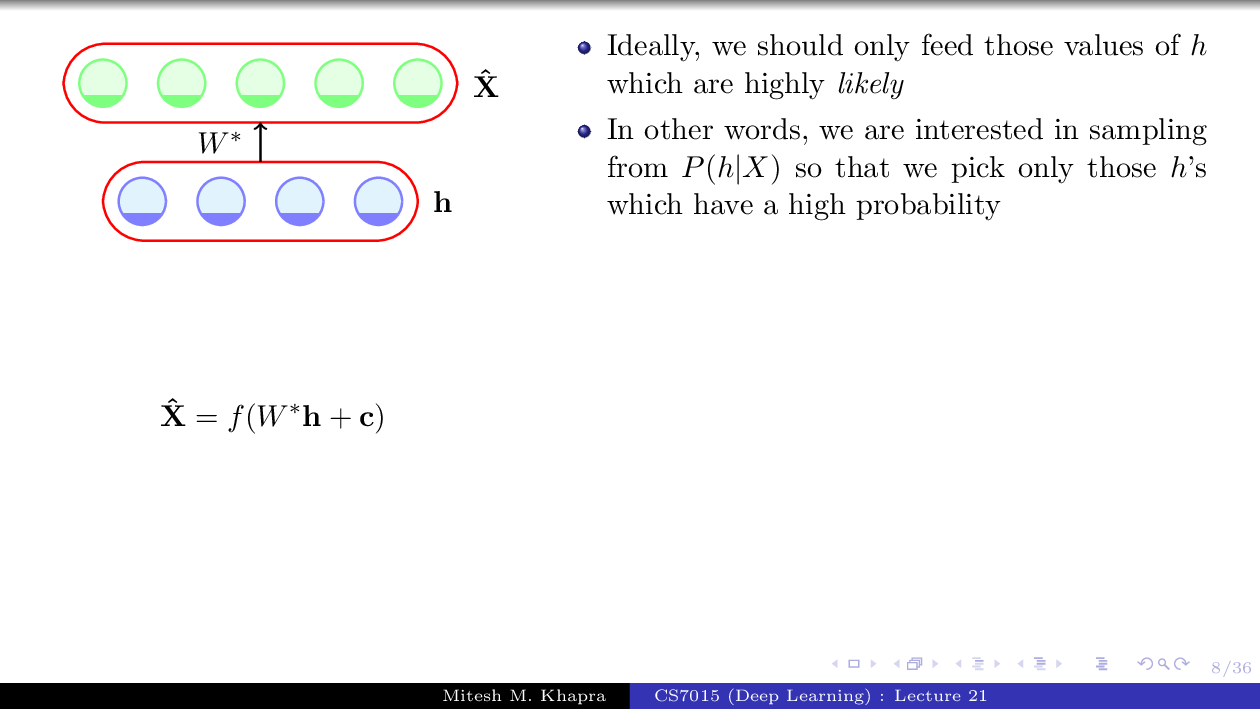 X̂
W*
h
X̂ = f(W*h + c)
Ideally, we should only feed those values of h
which are highly likely
In other words, we are interested in sampling
from P(h|X) so that we pick only those h's
which have a high probability
8/36
Mitesh M. Khapra
CS7015 (Deep Learning) : Lecture 21